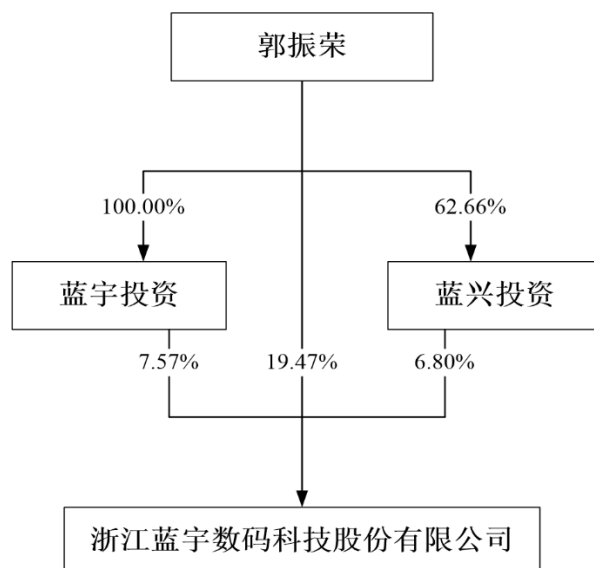 郭振荣
100.00%
62.66%
蓝宇投资
蓝兴投资
7.57%
19.47%
6.80%
浙江蓝宇数码科技股份有限公司